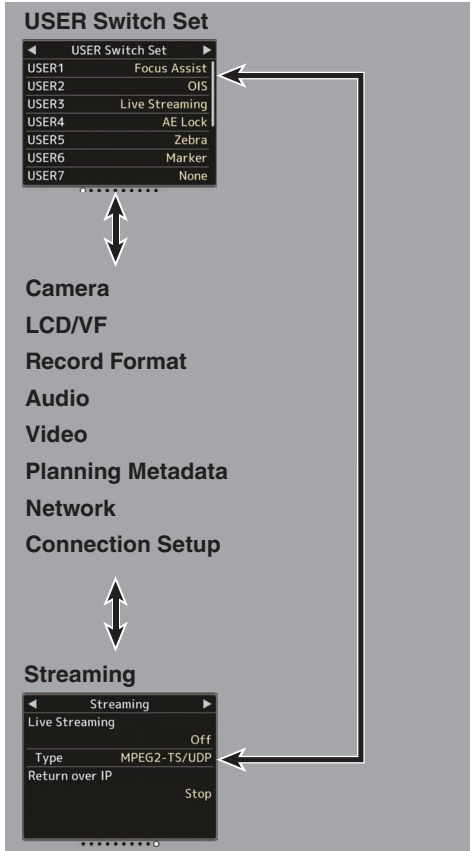 USER Switch Set
◀ USER Switch Set ▶
USER1 Focus Assist
USER2 OIS
USER3 Live Streaming
USER4 AE Lock
USER5 Zebra
USER6 Marker
USER7 None
Camera
LCD/VF
Record Format
Audio
Video
Planning Metadata
Network
Connection Setup
Streaming
◀ Streaming ▶
Live Streaming
Off
Type MPEG2-TS/UDP
Return over IP
Stop